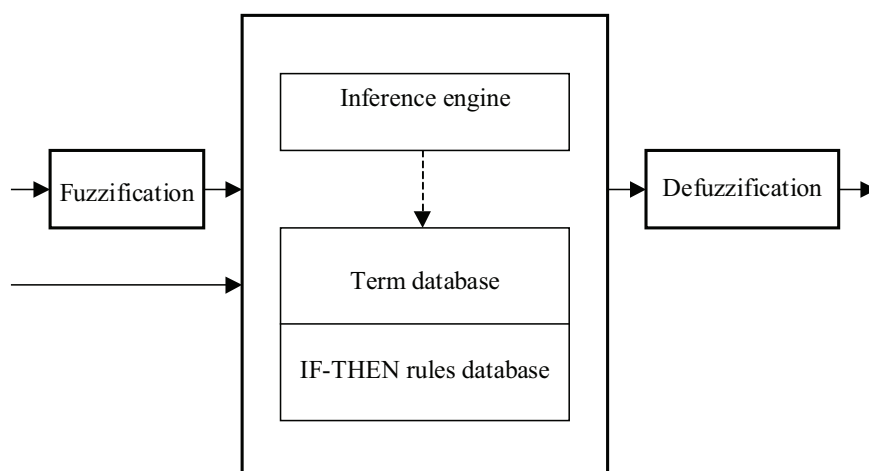 Inference engine
Fuzzification
Defuzzification
Term database
IF-THEN rules database